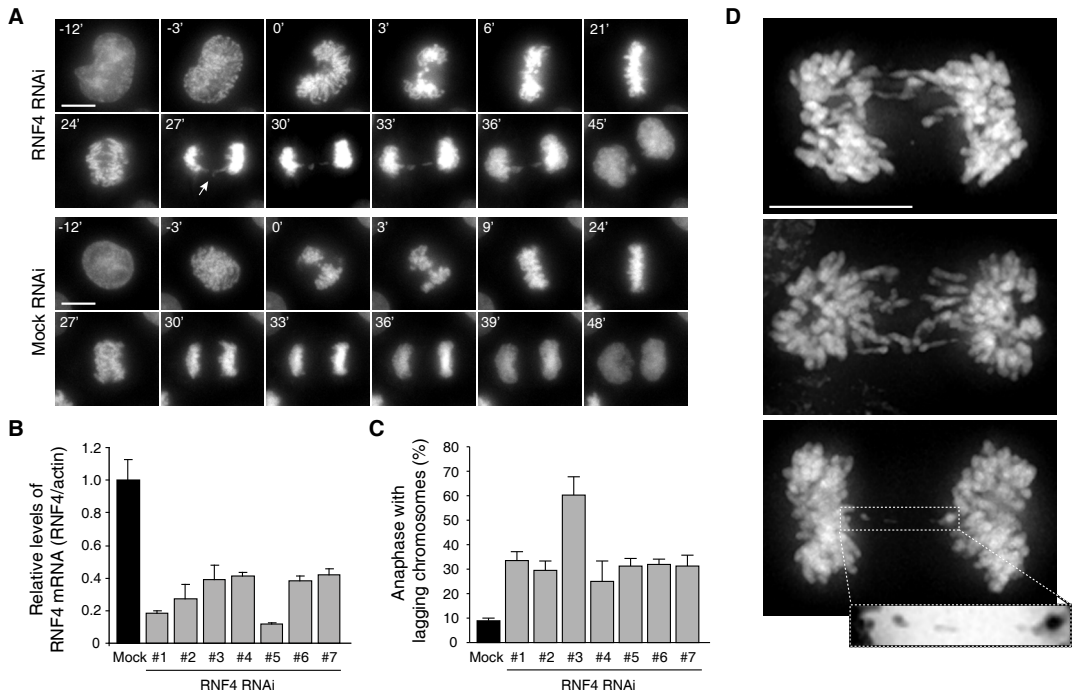 A
RNF4 RNAi
-12’ -3’ 0’ 3’ 6’ 21’
24’ 27’ 30’ 33’ 36’ 45’
Mock RNAi
-12’ -3’ 0’ 3’ 9’ 24’
27’ 30’ 33’ 36’ 39’ 48’
B
Relative levels of
RNF4 mRNA (RNF4/actin)
1.2
1.0
0.8
0.6
0.4
0.2
0
Mock #1 #2 #3 #4 #5 #6 #7
RNF4 RNAi
C
Anaphase with
lagging chromosomes (%)
80
70
60
50
40
30
20
10
0
Mock #1 #2 #3 #4 #5 #6 #7
RNF4 RNAi
D